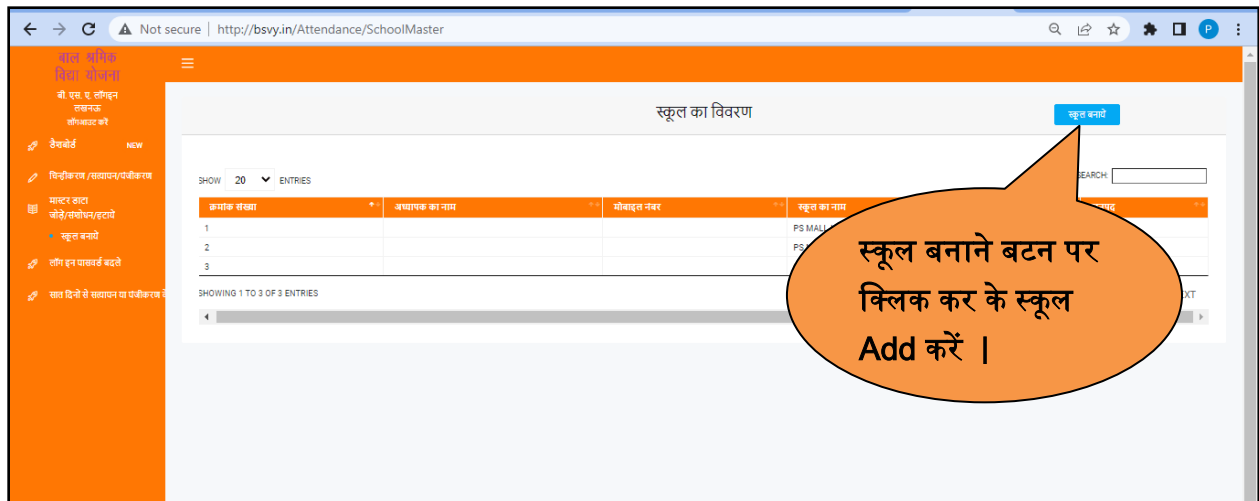 Not secure | http://bsvy.in/Attendance/SchoolMaster
P
बाल श्रमिक
विद्या योजना
बी. एस. ए. लॉगइन
लखनऊ
लॉगआउट करें
डैशबोर्ड NEW
चिन्हीकरण /सत्यापन/पंजीकरण
मास्टर डाटा
जोड़े/संशोधन/हटाये
स्कूल बनाये
लॉग इन पासवर्ड बदले
सात दिनो से सत्यापन या पंजीकरण
स्कूल का विवरण
स्कूल बनाये
SHOW 20 ENTRIES
SEARCH:
क्रमांक संख्या अध्यापक का नाम मोबाइल नंबर स्कूल का नाम
1 PS MALL
2 PS
3
SHOWING 1 TO 3 OF 3 ENTRIES
XT
स्कूल बनाने बटन पर
क्लिक कर के स्कूल
Add करें |